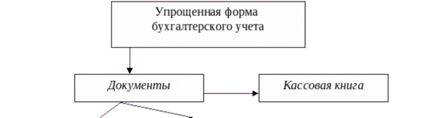 Упрощенная форма
бухгалтерского учета
Документы
Кассовая книга